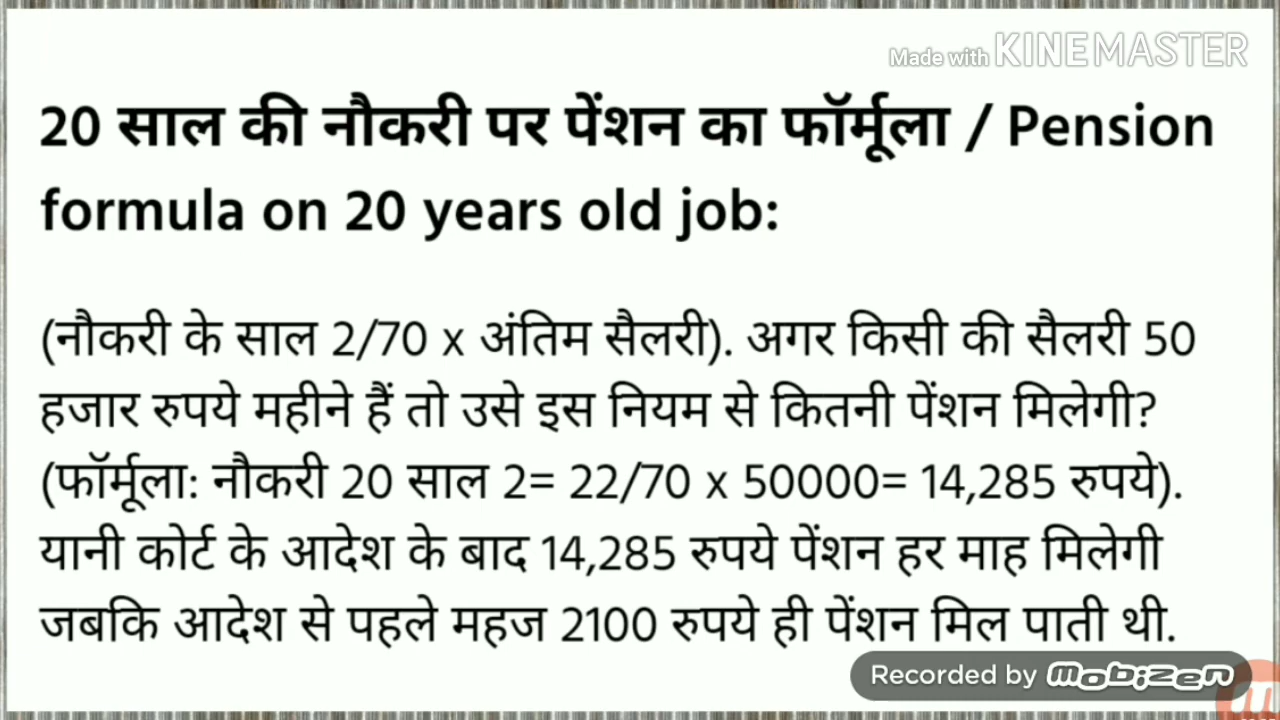 Made with KINEMASTER
20 साल की नौकरी पर पेंशन का फॉर्मूला / Pension
formula on 20 years old job:
(नौकरी के साल 2/70 x अंतिम सैलरी). अगर किसी की सैलरी 50
हजार रुपये महीने हैं तो उसे इस नियम से कितनी पेंशन मिलेगी?
(फॉर्मूला: नौकरी 20 साल 2= 22/70 x 50000= 14,285 रुपये).
यानी कोर्ट के आदेश के बाद 14,285 रुपये पेंशन हर माह मिलेगी
जबकि आदेश से पहले महज 2100 रुपये ही पेंशन मिल पाती थी.
Recorded by mobizen